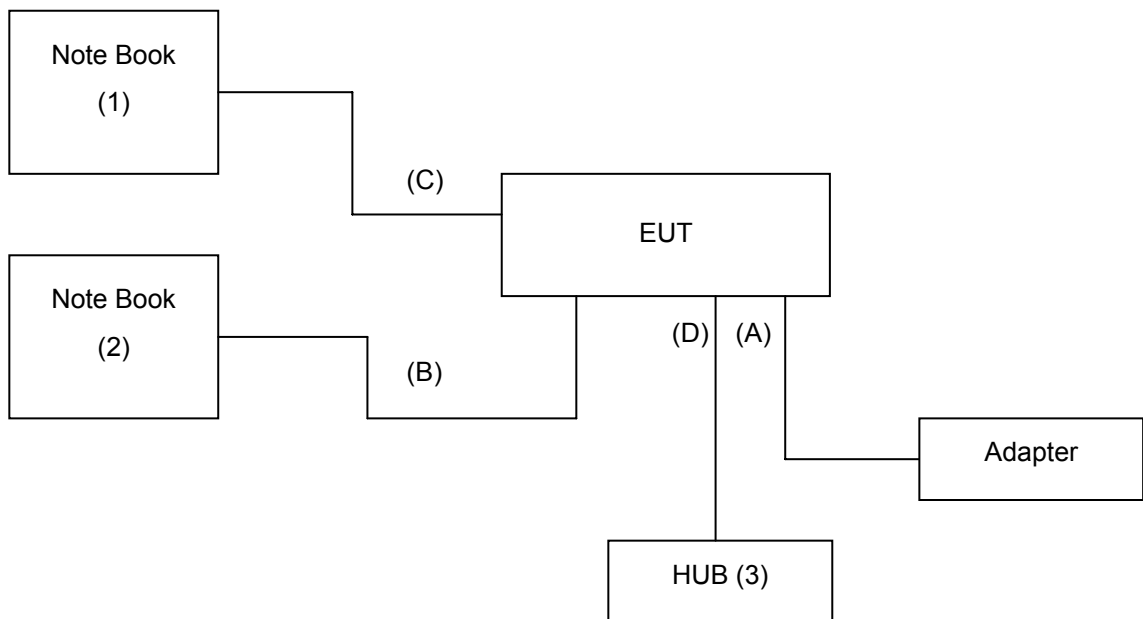 Note Book
(1)
(C)
EUT
Note Book
(2)
(B)
(D)
(A)
Adapter
HUB (3)